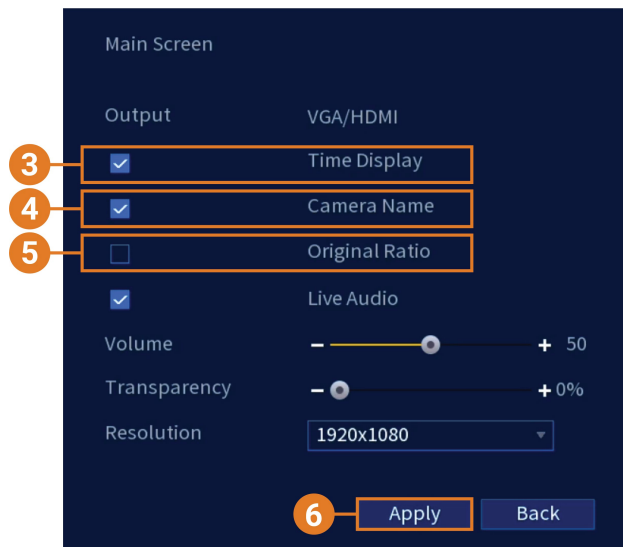 Main Screen
Output VGA/HDMI
3 Time Display
4 Camera Name
5 Original Ratio
Live Audio
Volume - + 50
Transparency - + 0%
Resolution 1920x1080
6 Apply Back